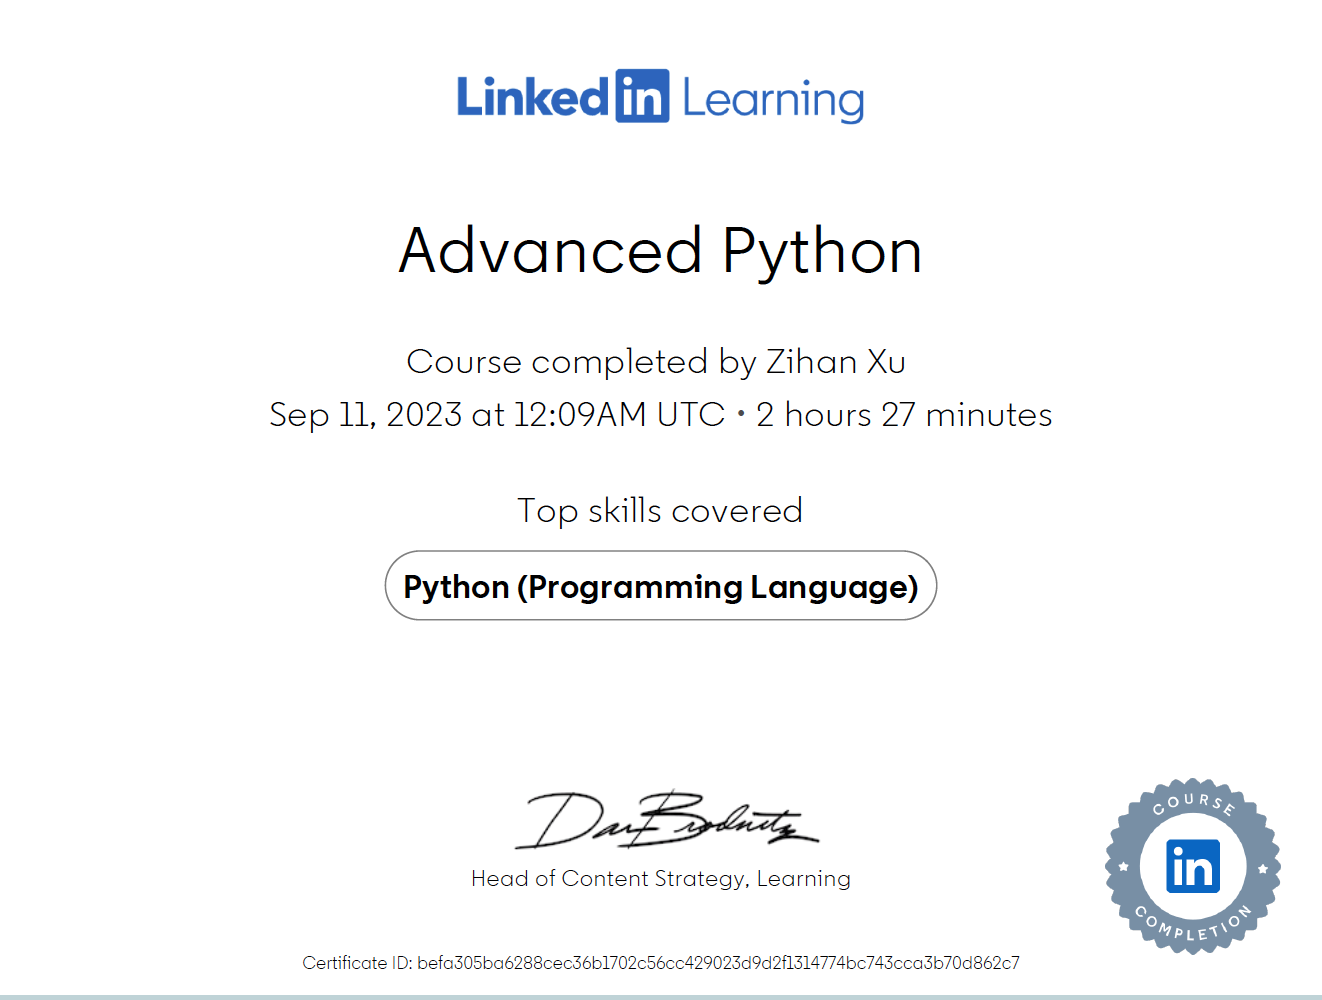 Linked in Learning
Advanced Python
Course completed by Zihan Xu
Sep 11, 2023 at 12:09AM UTC • 2 hours 27 minutes
Top skills covered
Python (Programming Language)
Dan Brodnitz
Head of Content Strategy, Learning
COURSE
in
COMPLETION
Certificate ID: befa305ba6288cec36b1702c56cc429023d9d2f1314774bc743cca3b70d862c7